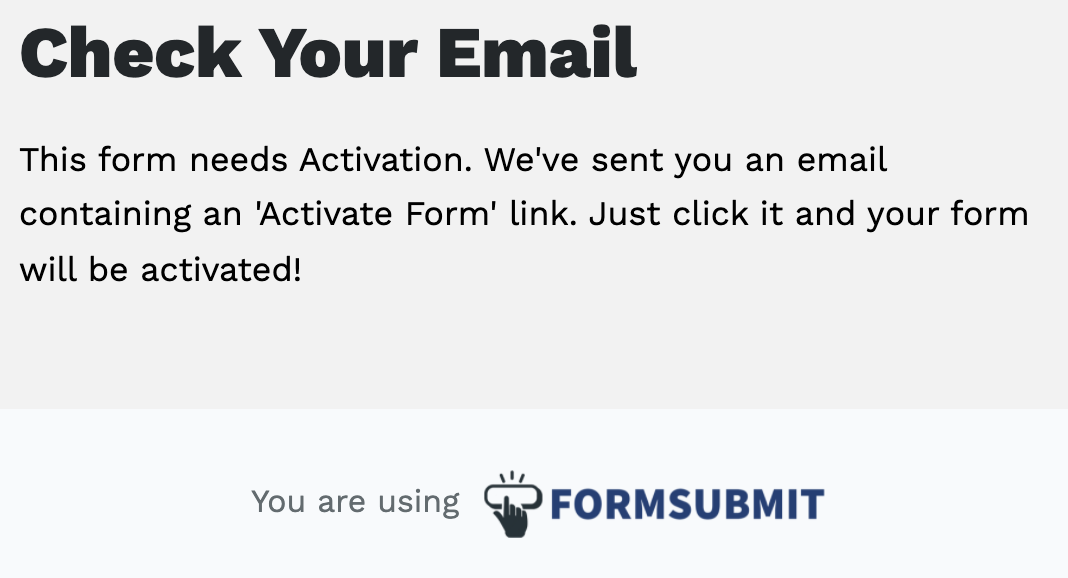 Check Your Email
This form needs Activation. We've sent you an email
containing an 'Activate Form' link. Just click it and your form
will be activated!
You are using FORMSUBMIT